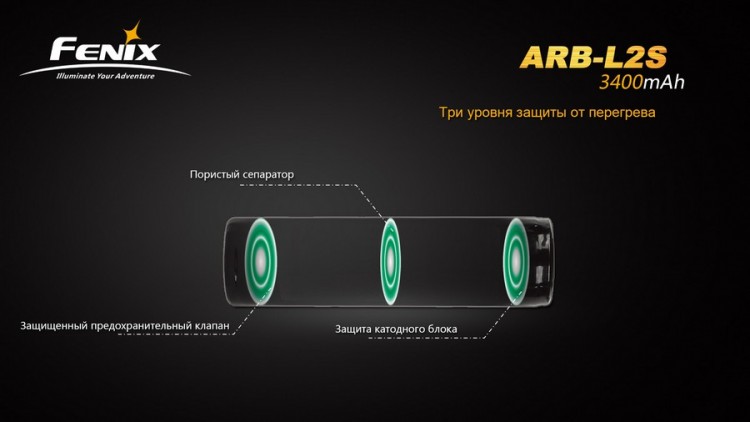 FENIX
Illuminate Your Adventure
ARB-L2S
3400mAh
Три уровня защиты от перегрева
Пористый сепаратор
Защищенный предохранительный клапан
Защита катодного блока